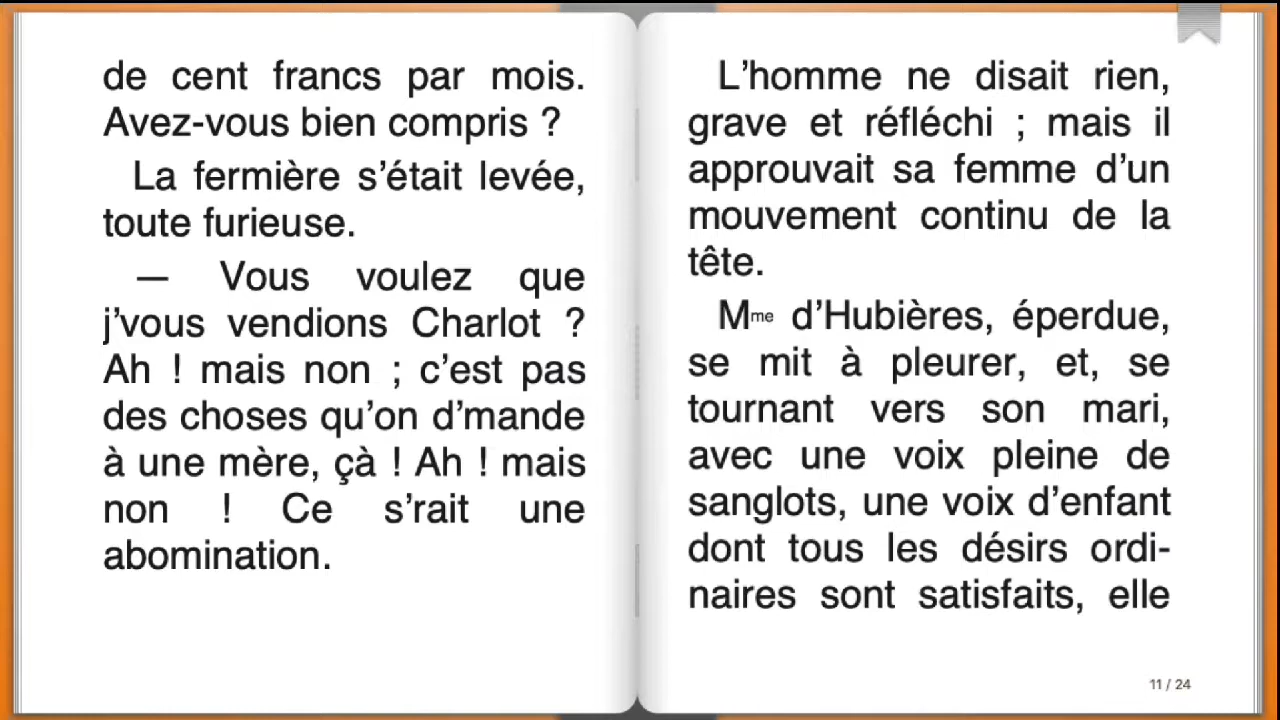 de cent francs par mois.
Avez-vous bien compris ?
La fermière s’était levée,
toute furieuse.
— Vous voulez que
j’vous vendions Charlot ?
Ah ! mais non ; c’est pas
des choses qu’on d’mande
à une mère, çà ! Ah ! mais
non ! Ce s’rait une
abomination.
L’homme ne disait rien,
grave et réfléchi ; mais il
approuvait sa femme d’un
mouvement continu de la
tête.
Mme d’Hubières, éperdue,
se mit à pleurer, et, se
tournant vers son mari,
avec une voix pleine de
sanglots, une voix d’enfant
dont tous les désirs ordi-
naires sont satisfaits, elle
11 / 24